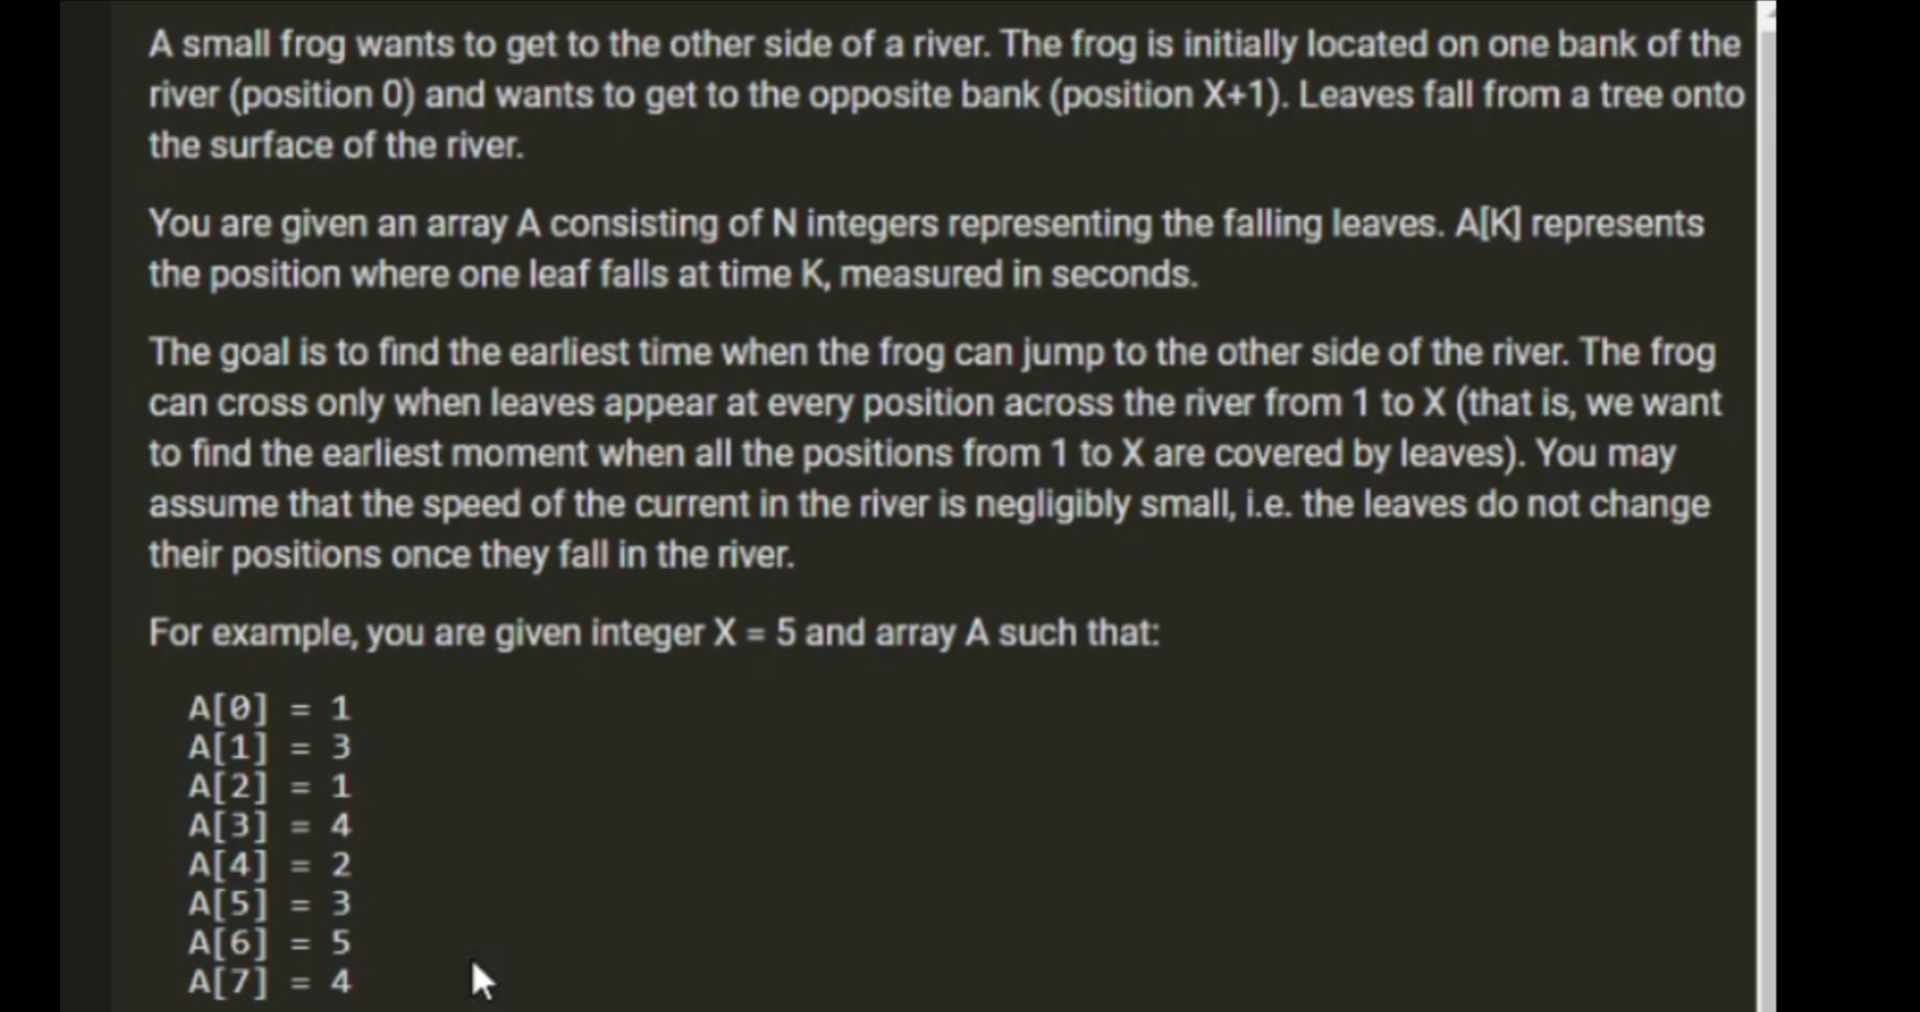 A small frog wants to get to the other side of a river. The frog is initially located on one bank of the
river (position 0) and wants to get to the opposite bank (position X+1). Leaves fall from a tree onto
the surface of the river.
You are given an array A consisting of N integers representing the falling leaves. A[K] represents
the position where one leaf falls at time K, measured in seconds.
The goal is to find the earliest time when the frog can jump to the other side of the river. The frog
can cross only when leaves appear at every position across the river from 1 to X (that is, we want
to find the earliest moment when all the positions from 1 to X are covered by leaves). You may
assume that the speed of the current in the river is negligibly small, i.e. the leaves do not change
their positions once they fall in the river.
For example, you are given integer X = 5 and array A such that:
A[0] = 1
A[1] = 3
A[2] = 1
A[3] = 4
A[4] = 2
A[5] = 3
A[6] = 5
A[7] = 4